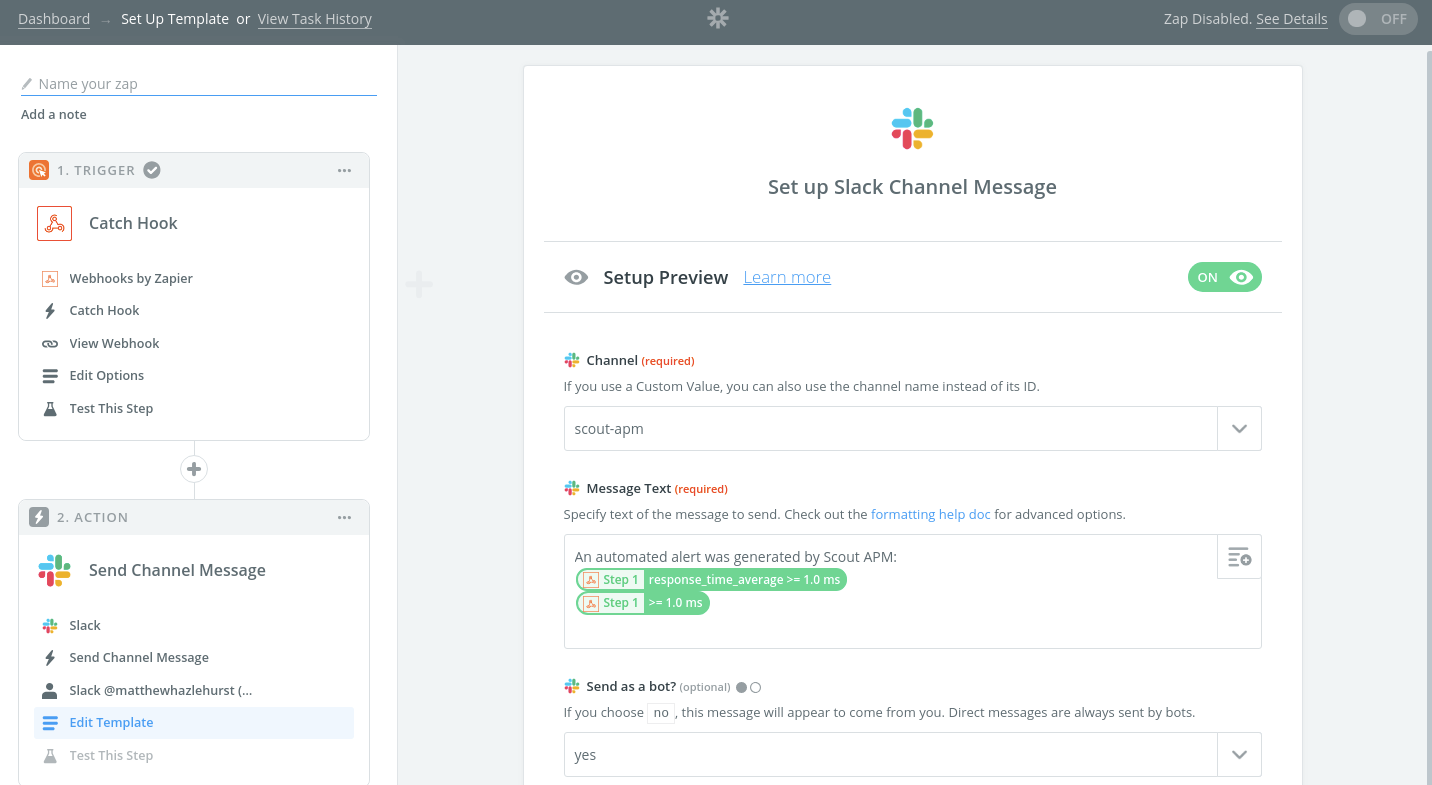 Dashboard → Set Up Template or View Task History
Zap Disabled. See Details OFF
Name your zap
Add a note
1. TRIGGER
Catch Hook
Webhooks by Zapier
Catch Hook
View Webhook
Edit Options
Test This Step
2. ACTION
Send Channel Message
Slack
Send Channel Message
Slack @matthewhazlehurst (...
Edit Template
Test This Step
Set up Slack Channel Message
Setup Preview Learn more ON
Channel (required)
If you use a Custom Value, you can also use the channel name instead of its ID.
scout-apm
Message Text (required)
Specify text of the message to send. Check out the formatting help doc for advanced options.
An automated alert was generated by Scout APM:
Step 1 response_time_average >= 1.0 ms
Step 1 >= 1.0 ms
Send as a bot? (optional)
If you choose no, this message will appear to come from you. Direct messages are always sent by bots.
yes